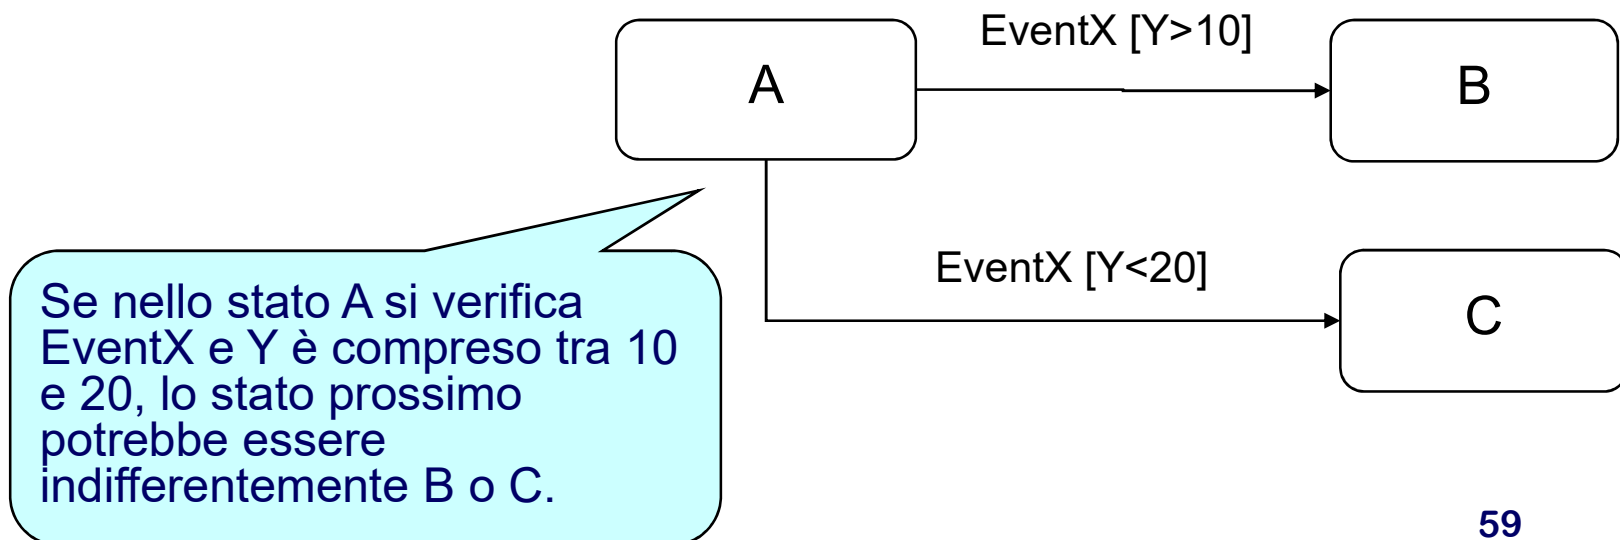 EventX [Y>10]
A
B
EventX [Y<20]
C
Se nello stato A si verifica
EventX e Y è compreso tra 10
e 20, lo stato prossimo
potrebbe essere
indifferentemente B o C.
59